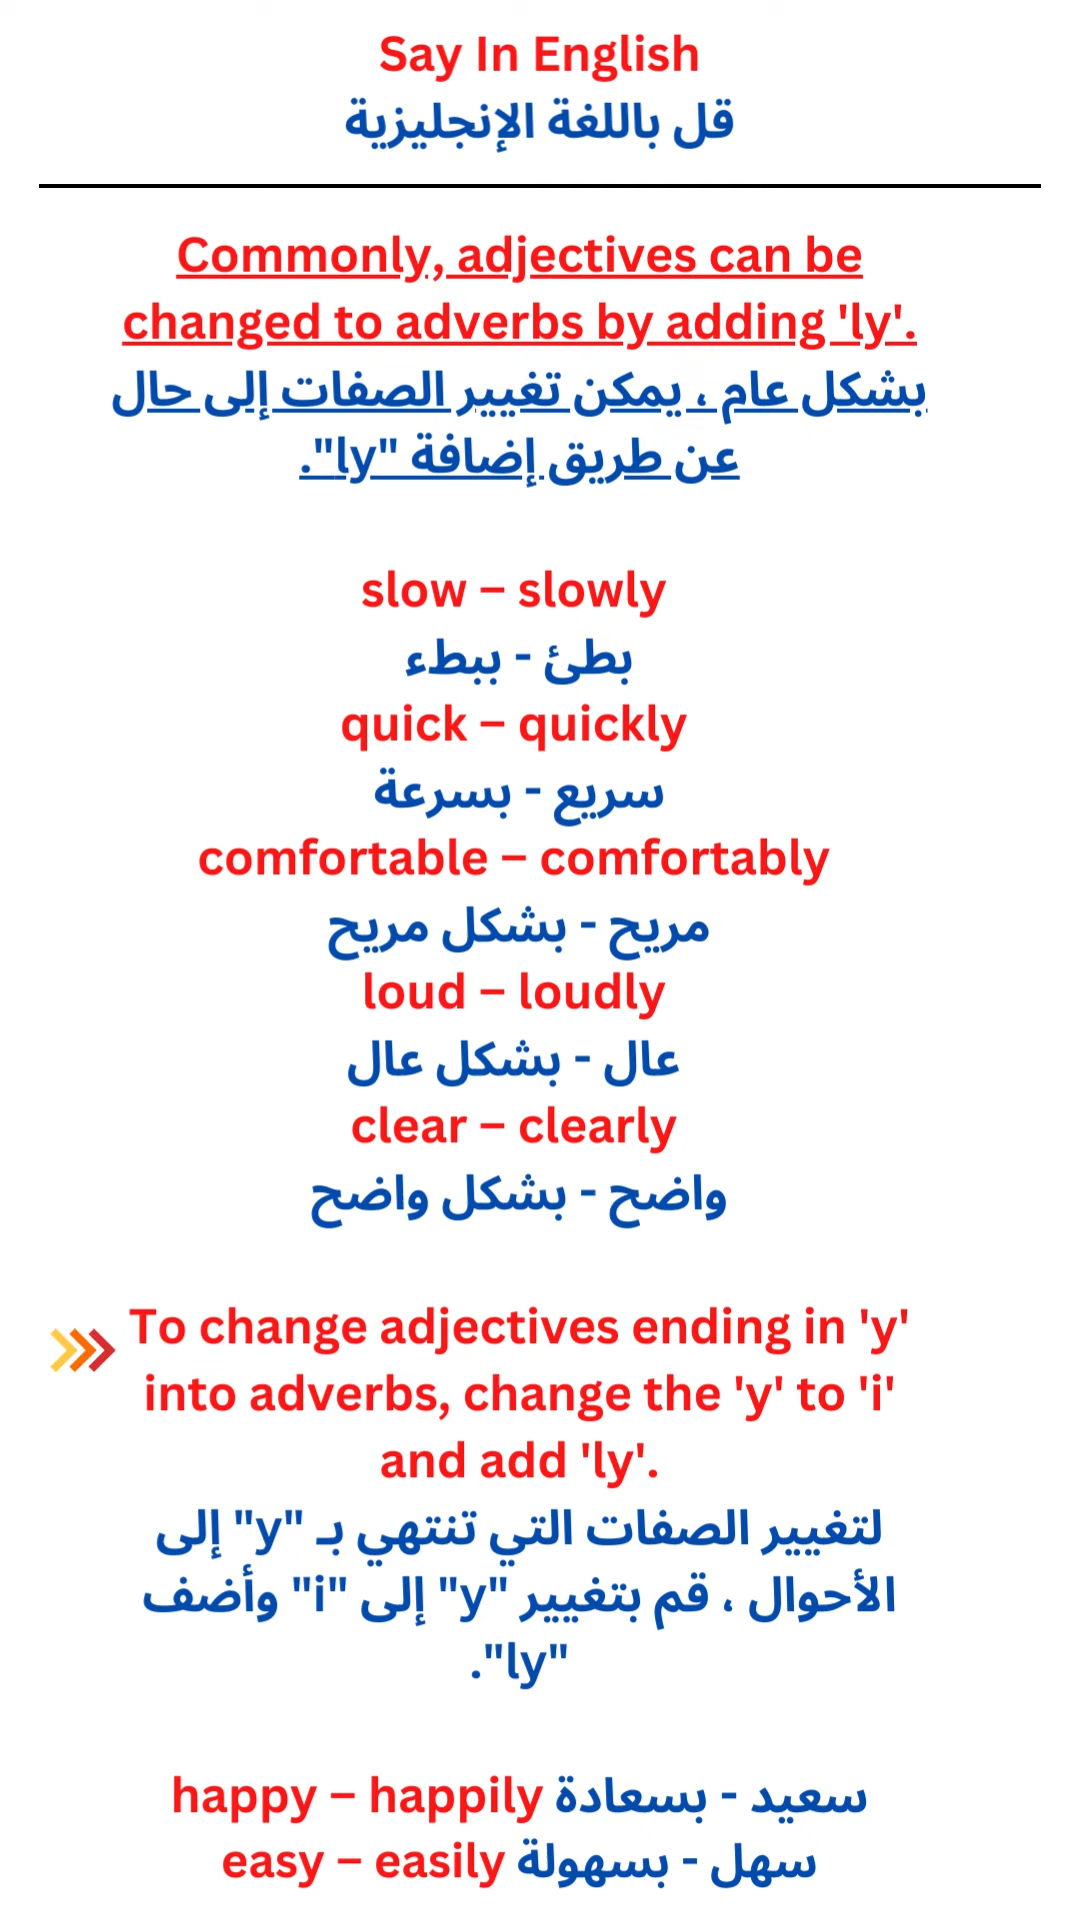 Say In English
قل باللغة الإنجليزية
Commonly, adjectives can be
changed to adverbs by adding 'ly'.
بشكل عام ، يمكن تغيير الصفات إلى حال
عن طريق إضافة "ly".
slow – slowly
بطئ - ببطء
quick – quickly
سريع - بسرعة
comfortable – comfortably
مريح - بشكل مريح
loud – loudly
عال - بشكل عال
clear – clearly
واضح - بشكل واضح
To change adjectives ending in 'y'
into adverbs, change the 'y' to 'i'
and add 'ly'.
لتغيير الصفات التي تنتهي بـ "y" إلى
الأحوال ، قم بتغيير "y" إلى "i" وأضف
"ly".
happy – happily سعيد - بسعادة
easy – easily سهل - بسهولة